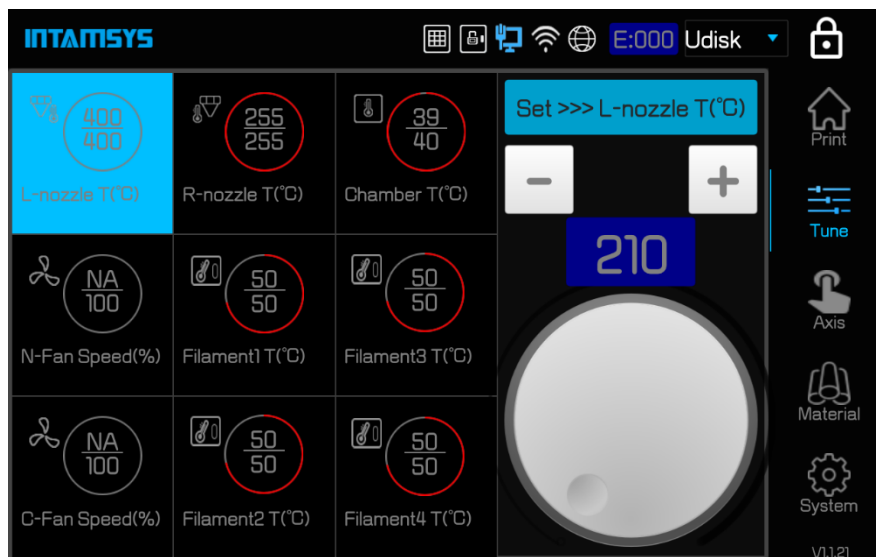 INTAMSYS
E:000 Udisk
400
400
L-nozzle T(℃)
255
255
R-nozzle T(℃)
39
40
Chamber T(℃)
Set >>> L-nozzle T(℃)
−
+
210
NA
100
N-Fan Speed(%)
50
50
Filament1 T(℃)
50
50
Filament3 T(℃)
NA
100
C-Fan Speed(%)
50
50
Filament2 T(℃)
50
50
Filament4 T(℃)
Print
Tune
Axis
Material
System
V1.1.21